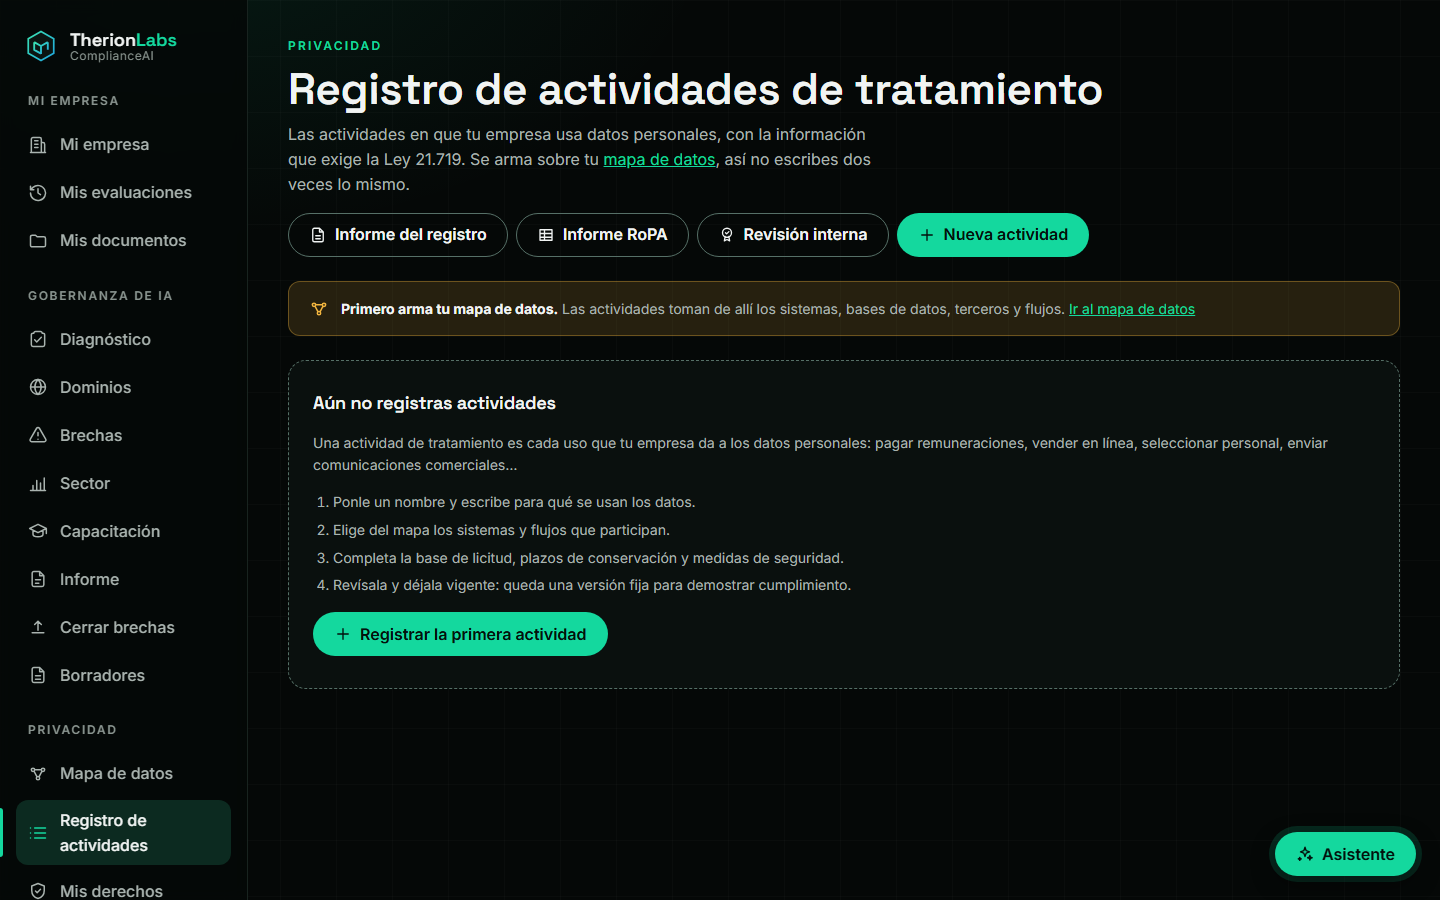 TherionLabs
ComplianceAI
MI EMPRESA
Mi empresa
Mis evaluaciones
Mis documentos
GOBERNANZA DE IA
Diagnóstico
Dominios
Brechas
Sector
Capacitación
Informe
Cerrar brechas
Borradores
PRIVACIDAD
Mapa de datos
Registro de
actividades
Mis derechos
PRIVACIDAD
Registro de actividades de tratamiento
Las actividades en que tu empresa usa datos personales, con la información
que exige la Ley 21.719. Se arma sobre tu mapa de datos, así no escribes dos
veces lo mismo.
Informe del registro
Informe RoPA
Revisión interna
+ Nueva actividad
Primero arma tu mapa de datos. Las actividades toman de allí los sistemas, bases de datos, terceros y flujos. Ir al mapa de datos
Aún no registras actividades
Una actividad de tratamiento es cada uso que tu empresa da a los datos personales: pagar remuneraciones, vender en línea, seleccionar personal, enviar
comunicaciones comerciales...
1. Ponle un nombre y escribe para qué se usan los datos.
2. Elige del mapa los sistemas y flujos que participan.
3. Completa la base de licitud, plazos de conservación y medidas de seguridad.
4. Revísala y déjala vigente: queda una versión fija para demostrar cumplimiento.
+ Registrar la primera actividad
Asistente